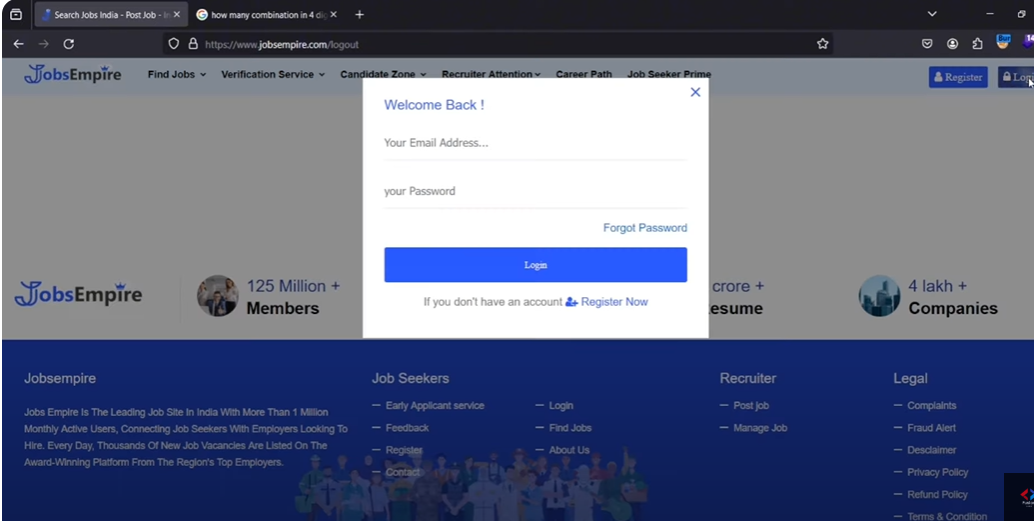 Search Jobs India - Post Job - In
how many combination in 4 dig
https://www.jobsempire.com/logout
JobsEmpire
Find Jobs
Verification Service
Candidate Zone
Recruiter Attention
Career Path
Job Seeker Prime
Register
Login
Welcome Back !
Your Email Address...
your Password
Forgot Password
Login
If you don't have an account Register Now
JobsEmpire
125 Million +
Members
crore +
4 lakh +
Companies
Jobsempire
Jobs Empire Is The Leading Job Site In India With More Than 1 Million
Monthly Active Users, Connecting Job Seekers With Employers Looking To
Hire. Every Day, Thousands Of New Job Vacancies Are Listed On The
Award-Winning Platform From The Region's Top Employers.
Job Seekers
Early Applicant service
Feedback
Register
Contact
Login
Find Jobs
About Us
Recruiter
Post job
Manage Job
Legal
Complaints
Fraud Alert
Desclaimer
Privacy Policy
Refund Policy
Terms & Condition